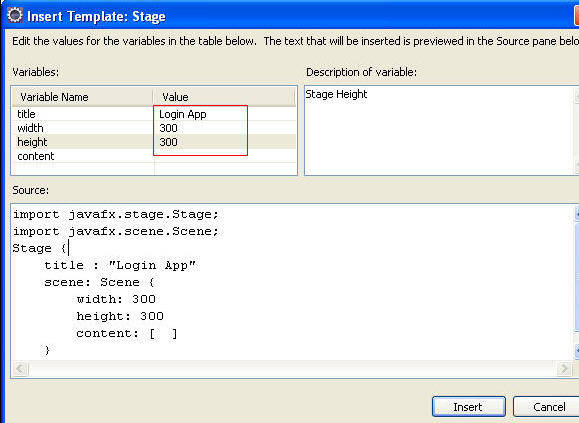 Insert Template: Stage
Edit the values for the variables in the table below. The text that will be inserted is previewed in the Source pane belo
Variables:
Description of variable:
Variable Name Value
title Login App
width 300
height 300
content
Stage Height
Source:
import javafx.stage.Stage;
import javafx.scene.Scene;
Stage {
title : "Login App"
scene: Scene {
width: 300
height: 300
content: [ ]
}
Insert Cancel